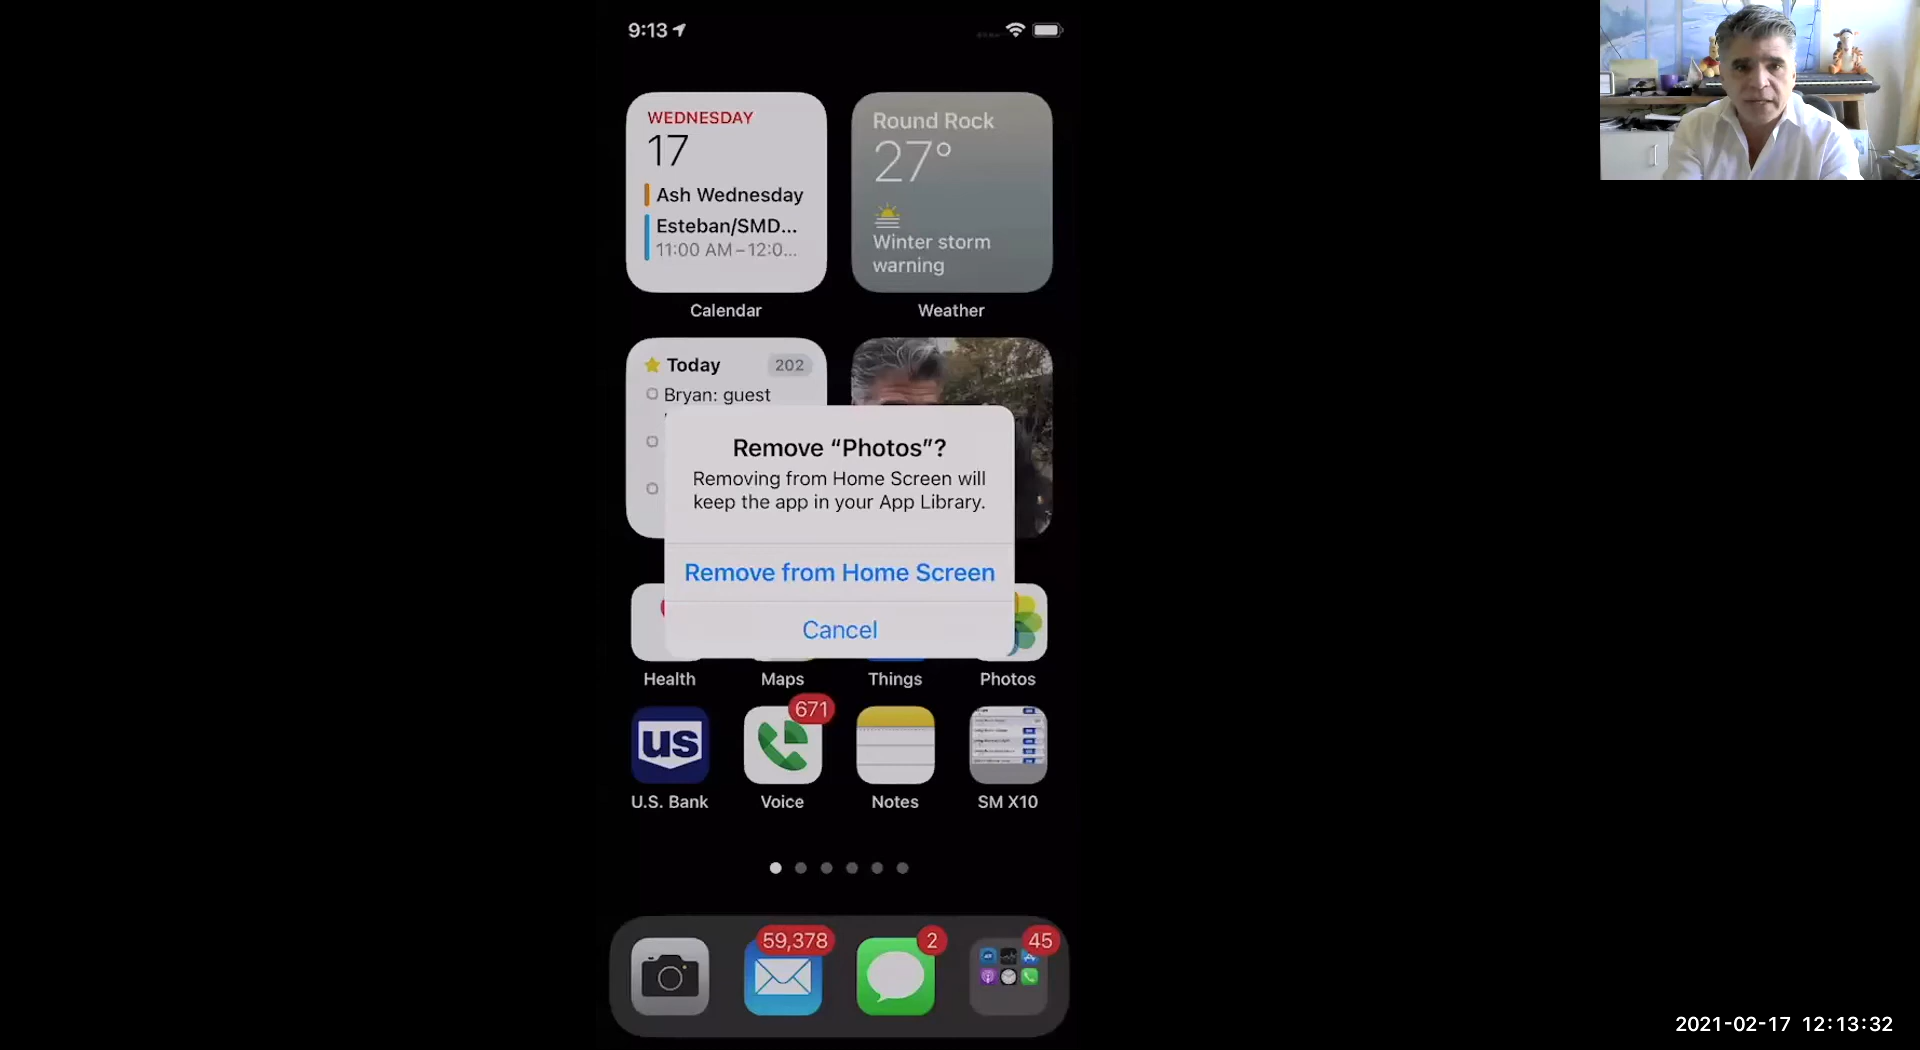 9:13
WEDNESDAY
17
Ash Wednesday
Esteban/SMD...
11:00 AM–12:0...
Calendar
Round Rock
27°
Winter storm
warning
Weather
Today 202
Bryan: guest
Remove “Photos”?
Removing from Home Screen will
keep the app in your App Library.
Remove from Home Screen
Cancel
Health Maps Things Photos
671
us
U.S. Bank Voice Notes SM X10
59,378 2 45
2021-02-17 12:13:32